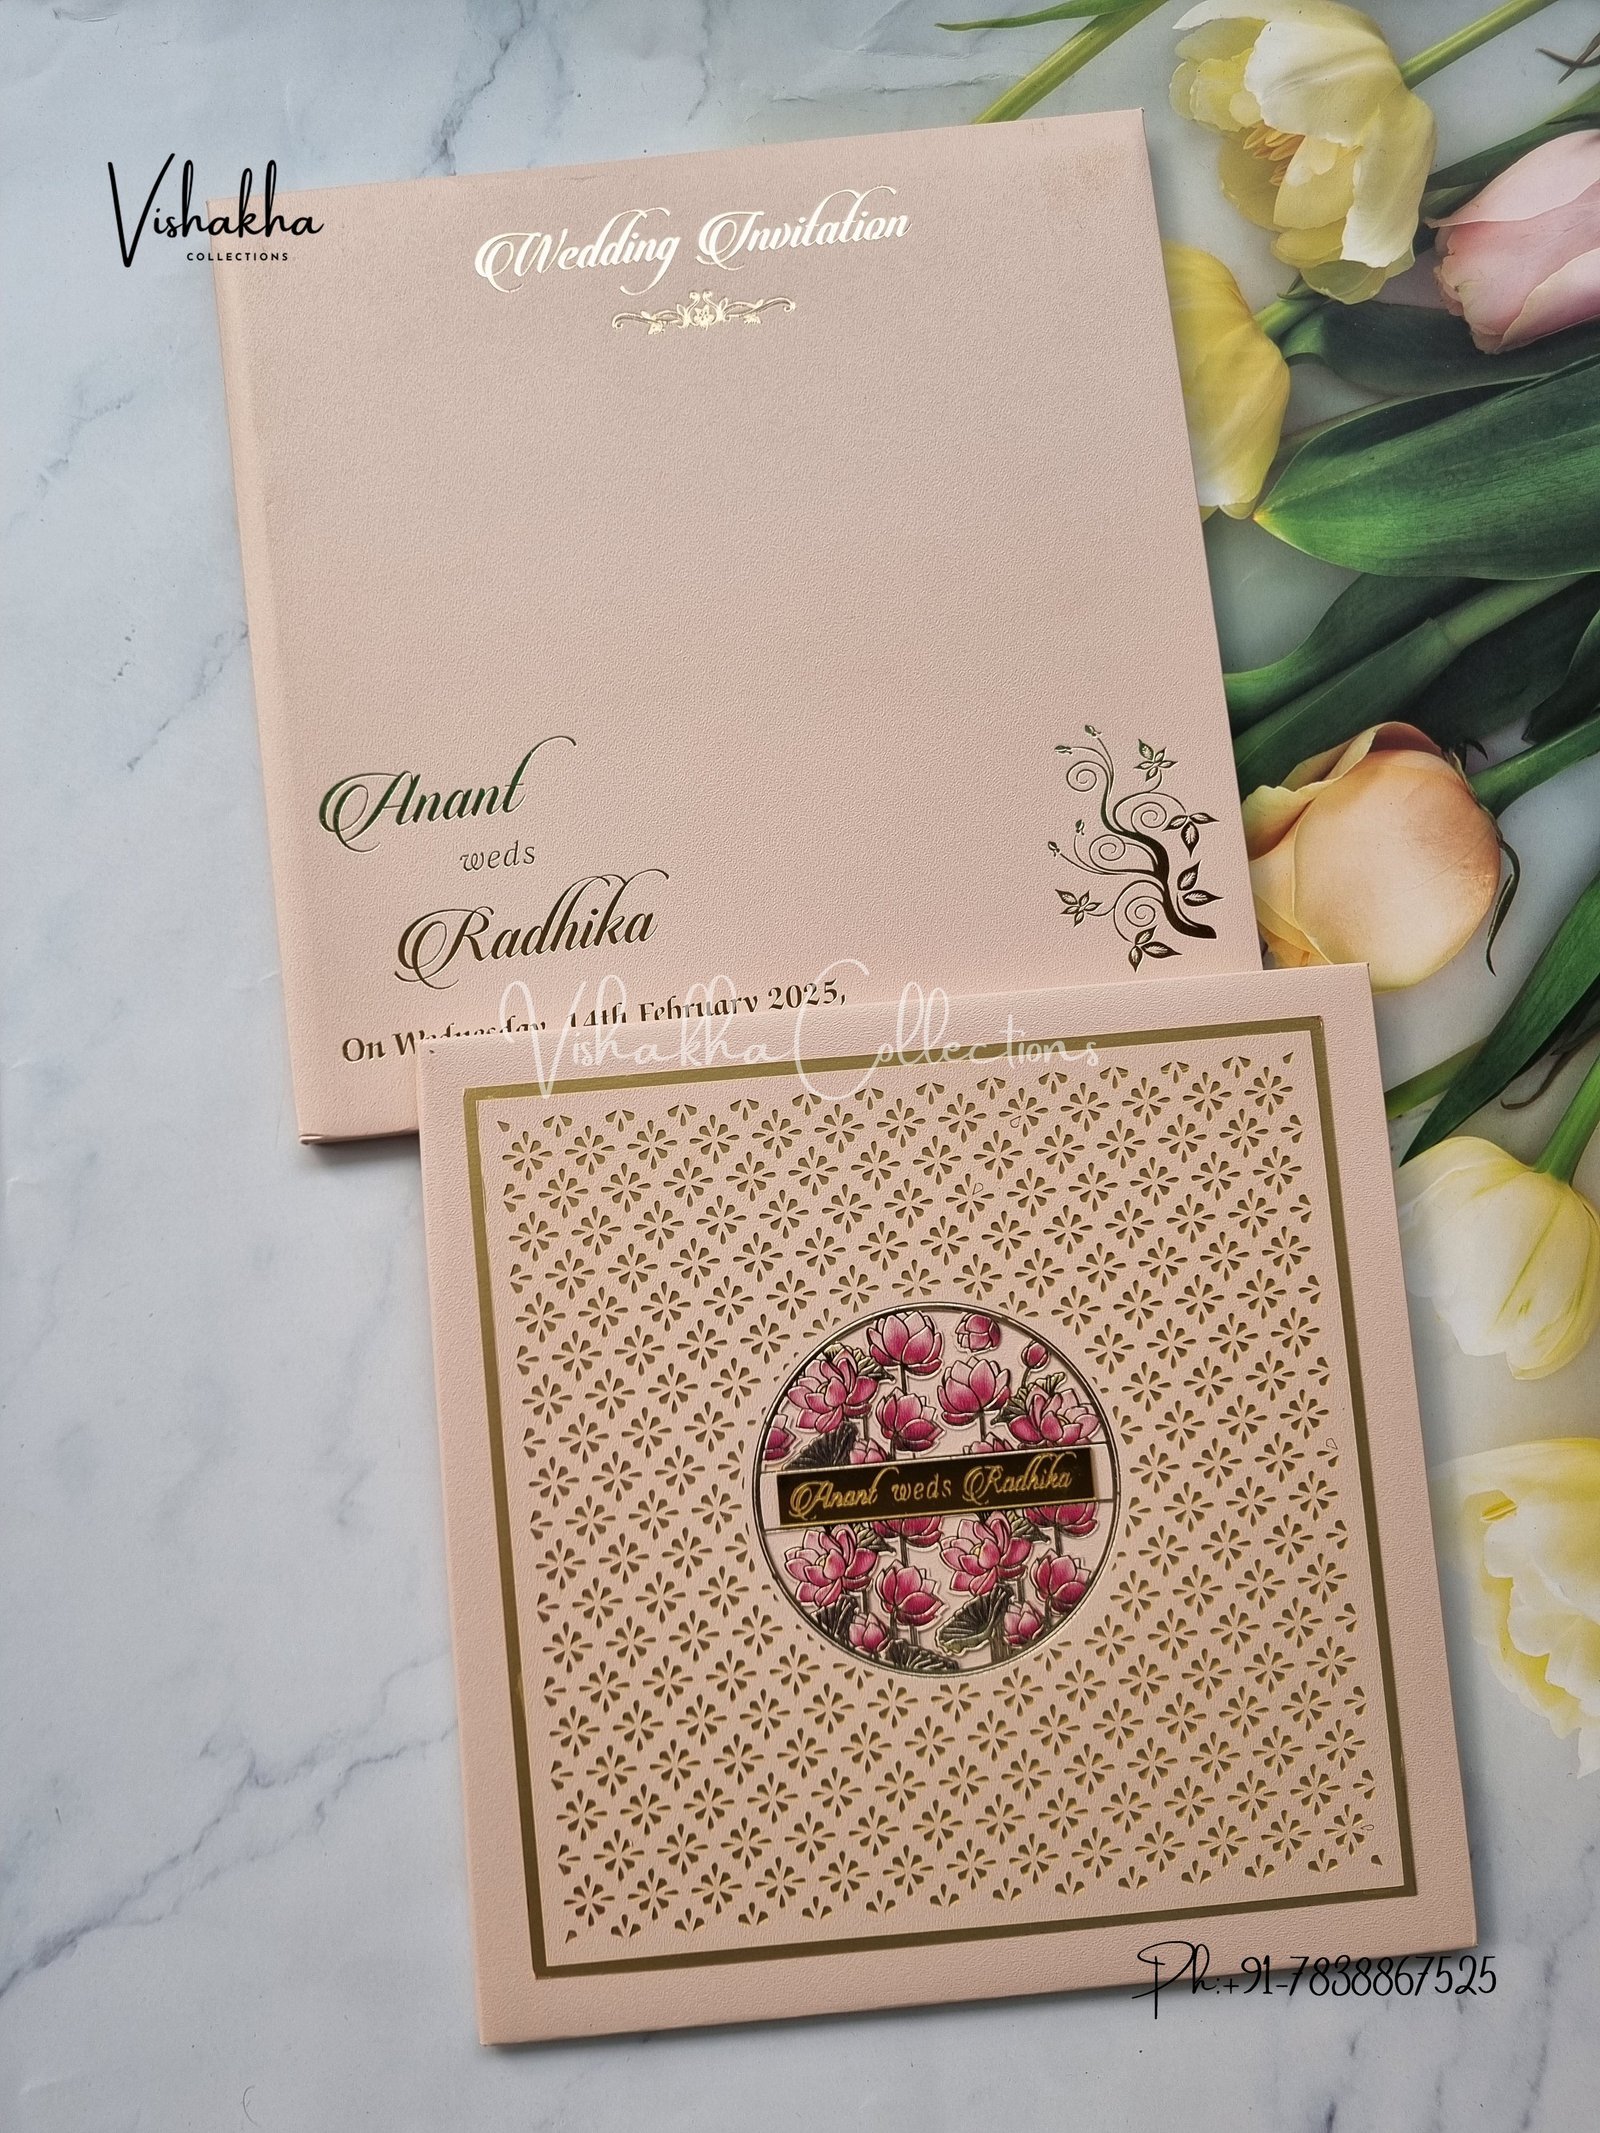 Vishakha
COLLECTIONS
Wedding Invitation
Anant
weds
Radhika
On Wednesday, 14th February 2025,
Vishakha Collections
Anant weds Radhika
Ph:+91-7838867525